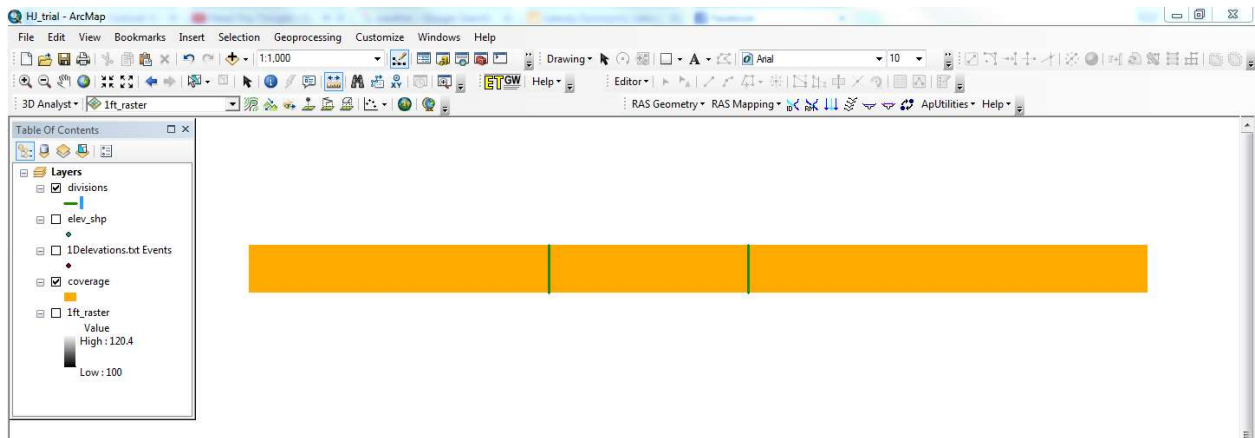 HJ_trial - ArcMap
File Edit View Bookmarks Insert Selection Geoprocessing Customize Windows Help
1:1,000 Drawing A Arial 10
ETGW Help Editor
3D Analyst 1ft_raster RAS Geometry RAS Mapping ApUtilities Help
Table Of Contents
Layers
divisions
elev_shp
1Delevations.txt Events
coverage
1ft_raster
Value
High : 120.4
Low : 100